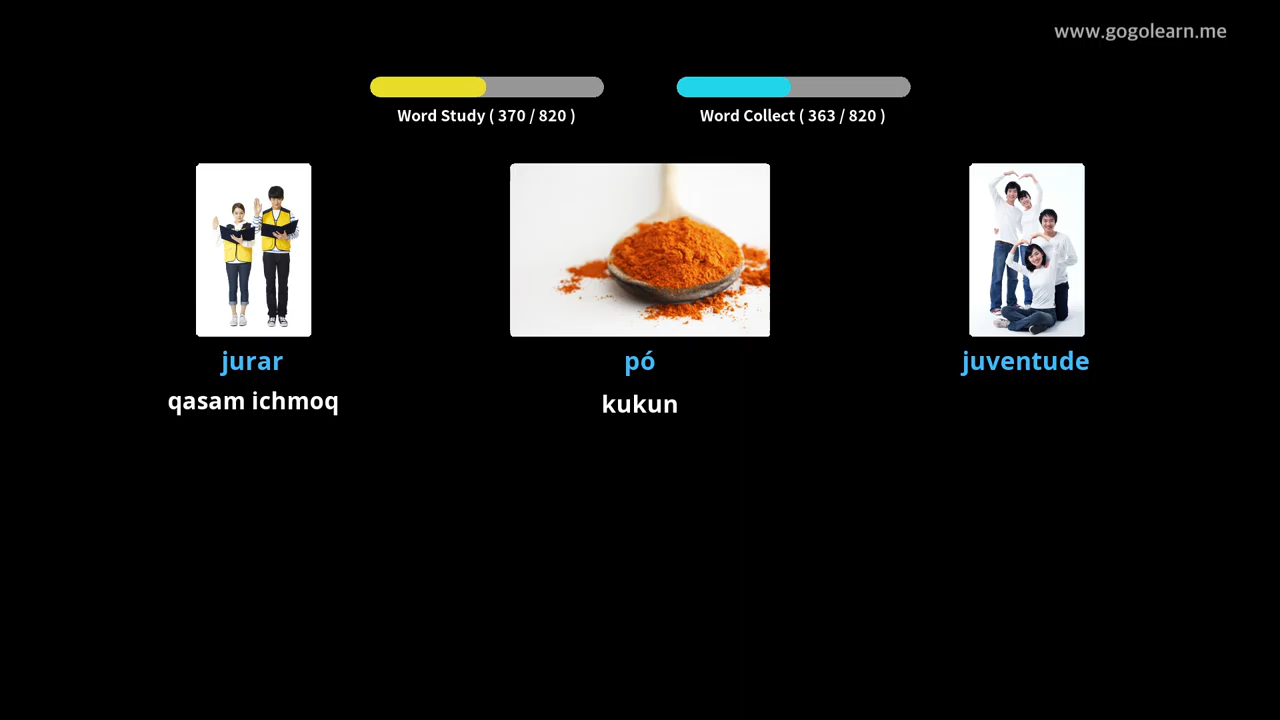 www.gogolearn.me
Word Study ( 370 / 820 )
Word Collect ( 363 / 820 )
jurar
qasam ichmoq
pó
kukun
juventude